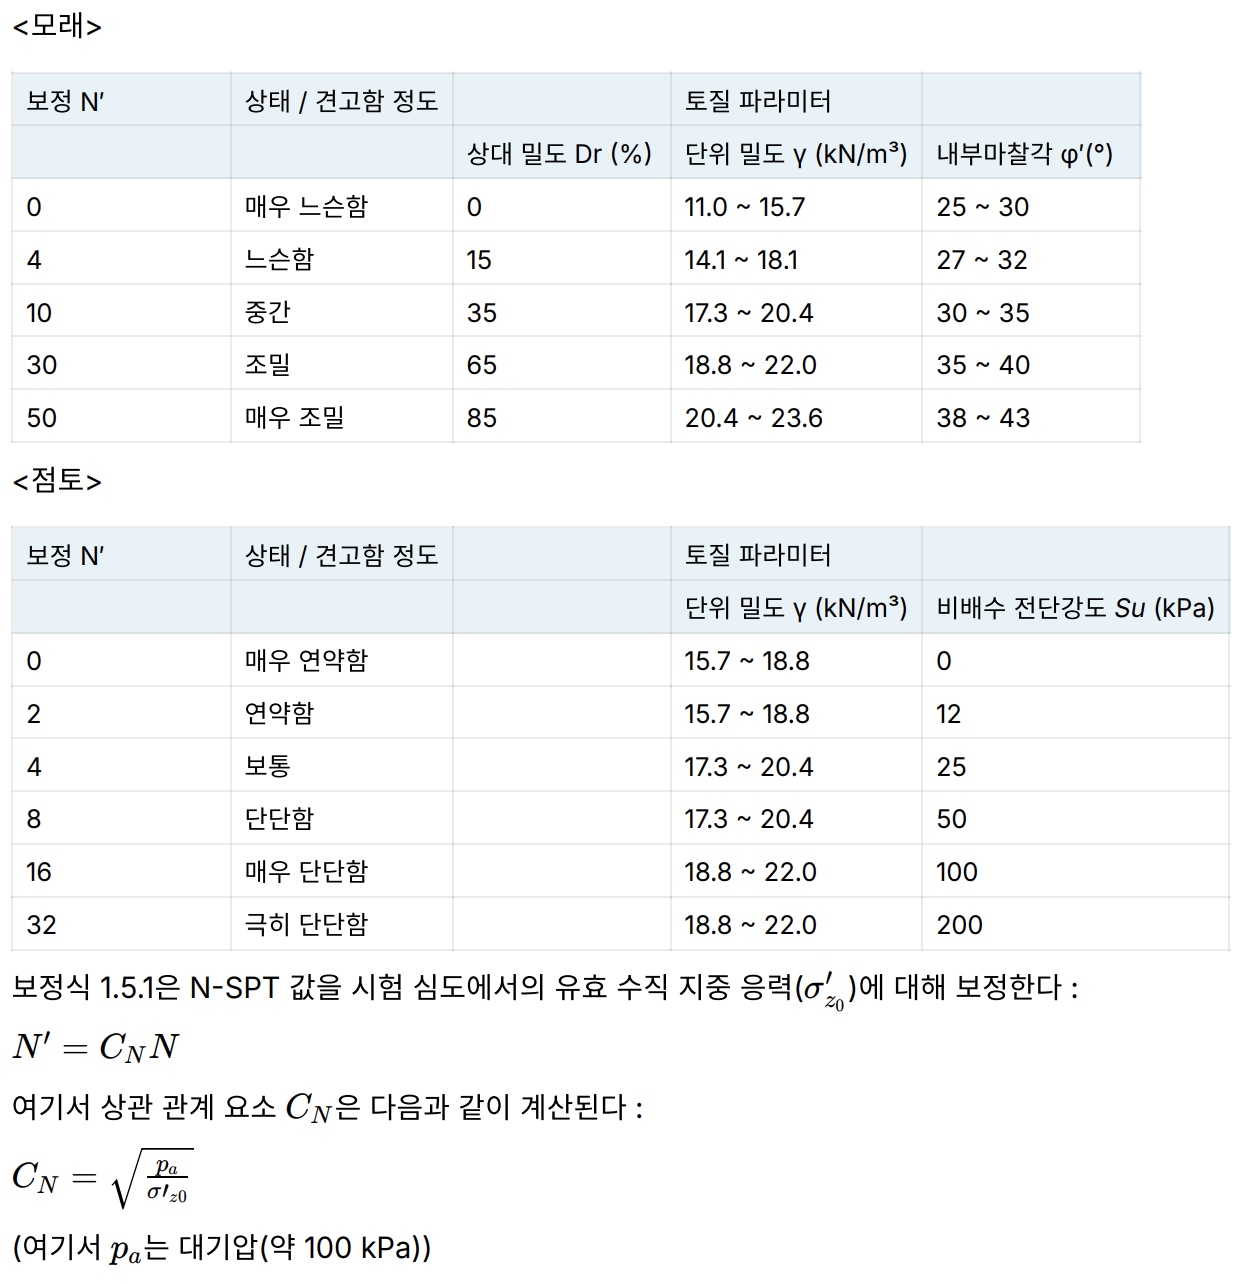 <모래>
보정 N′ 상태 / 견고함 정도 토질 파라미터
상대 밀도 Dr (%) 단위 밀도 γ (kN/m³) 내부마찰각 φ′(°)
0 매우 느슨함 0 11.0 ~ 15.7 25 ~ 30
4 느슨함 15 14.1 ~ 18.1 27 ~ 32
10 중간 35 17.3 ~ 20.4 30 ~ 35
30 조밀 65 18.8 ~ 22.0 35 ~ 40
50 매우 조밀 85 20.4 ~ 23.6 38 ~ 43
<점토>
보정 N′ 상태 / 견고함 정도 토질 파라미터
단위 밀도 γ (kN/m³) 비배수 전단강도 Su (kPa)
0 매우 연약함 15.7 ~ 18.8 0
2 연약함 15.7 ~ 18.8 12
4 보통 17.3 ~ 20.4 25
8 단단함 17.3 ~ 20.4 50
16 매우 단단함 18.8 ~ 22.0 100
32 극히 단단함 18.8 ~ 22.0 200
보정식 1.5.1은 N-SPT 값을 시험 심도에서의 유효 수직 지중 응력(σ′_{z_0})에 대해 보정한다 :
N′ = C_N N
여기서 상관 관계 요소 C_N은 다음과 같이 계산된다 :
C_N = √(p_a / σ′_{z0})
(여기서 p_a는 대기압(약 100 kPa))